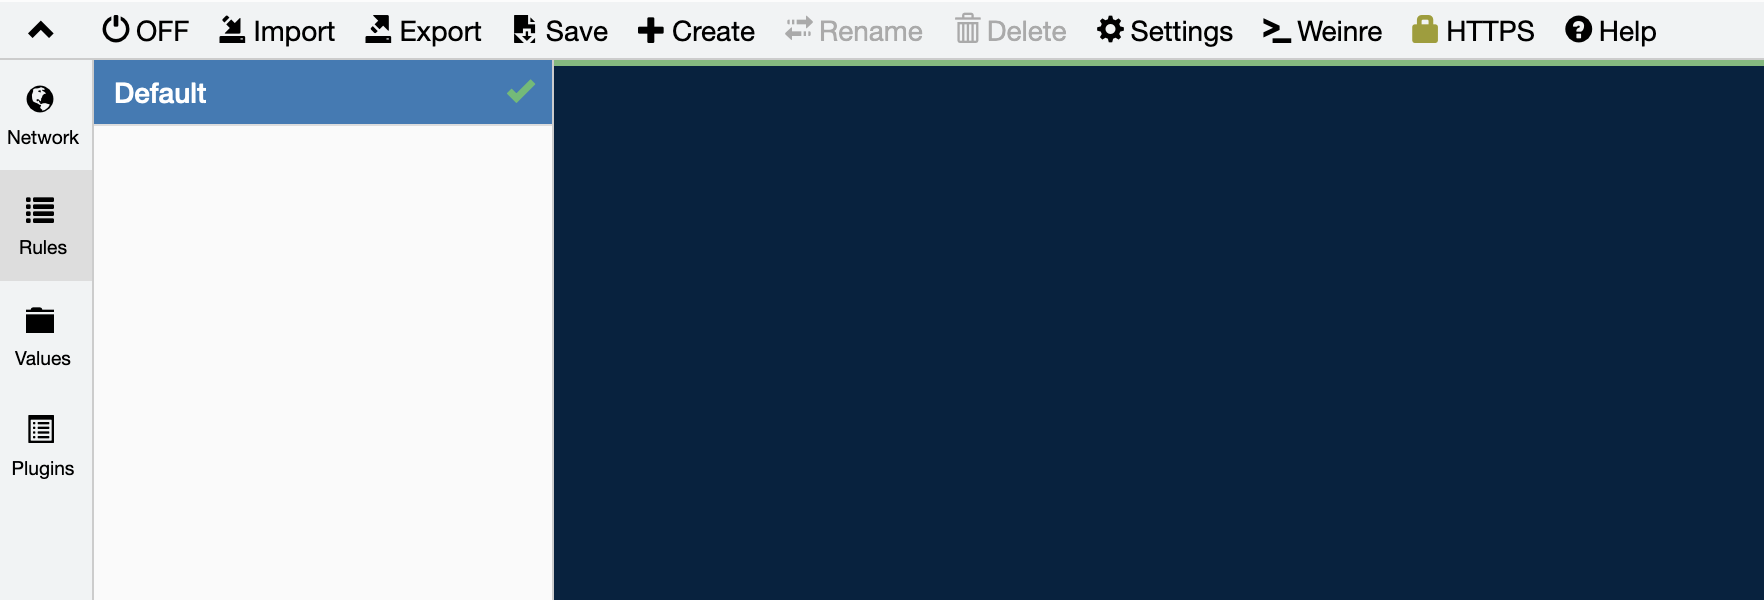 OFF Import Export Save Create Rename Delete Settings Weinre HTTPS Help
Network
Rules
Values
Plugins
Default